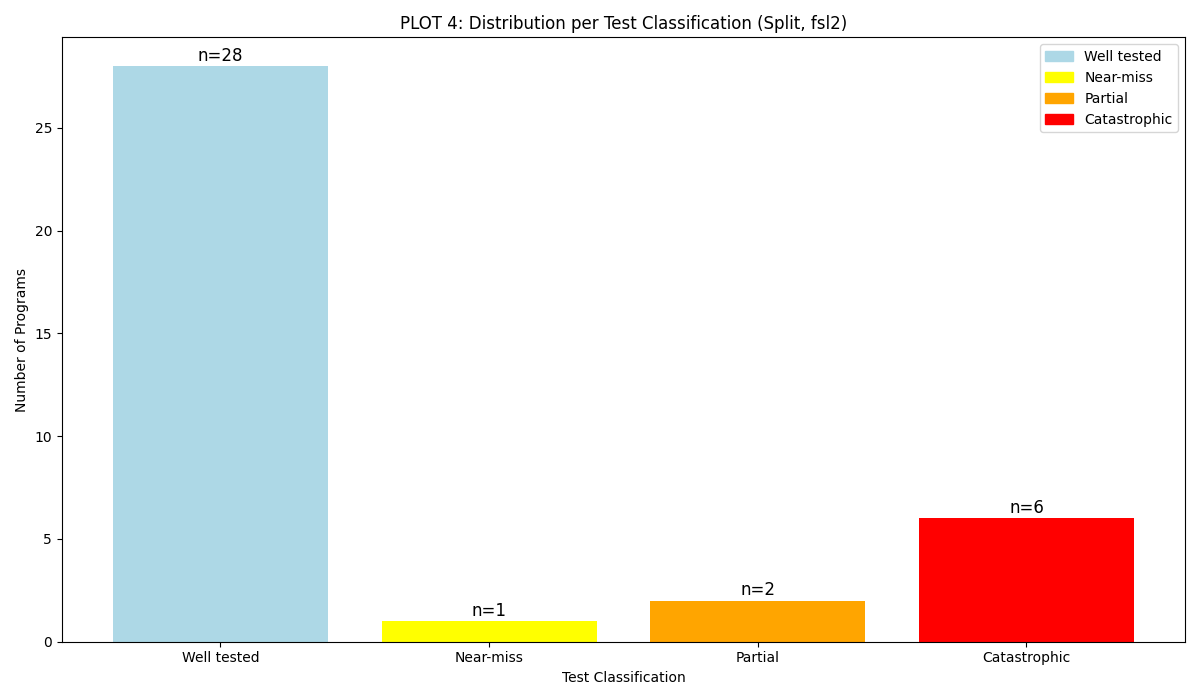 PLOT 4: Distribution per Test Classification (Split, fsl2)
Number of Programs
25
20
15
10
5
0
n=28
n=1
n=2
n=6
Well tested
Near-miss
Partial
Catastrophic
Well tested
Near-miss
Partial
Catastrophic
Test Classification